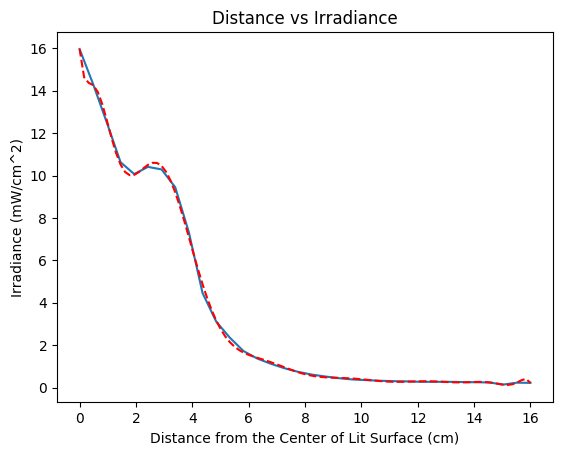 Distance vs Irradiance
Irradiance (mW/cm^2)
16
14
12
10
8
6
4
2
0
0 2 4 6 8 10 12 14 16
Distance from the Center of Lit Surface (cm)